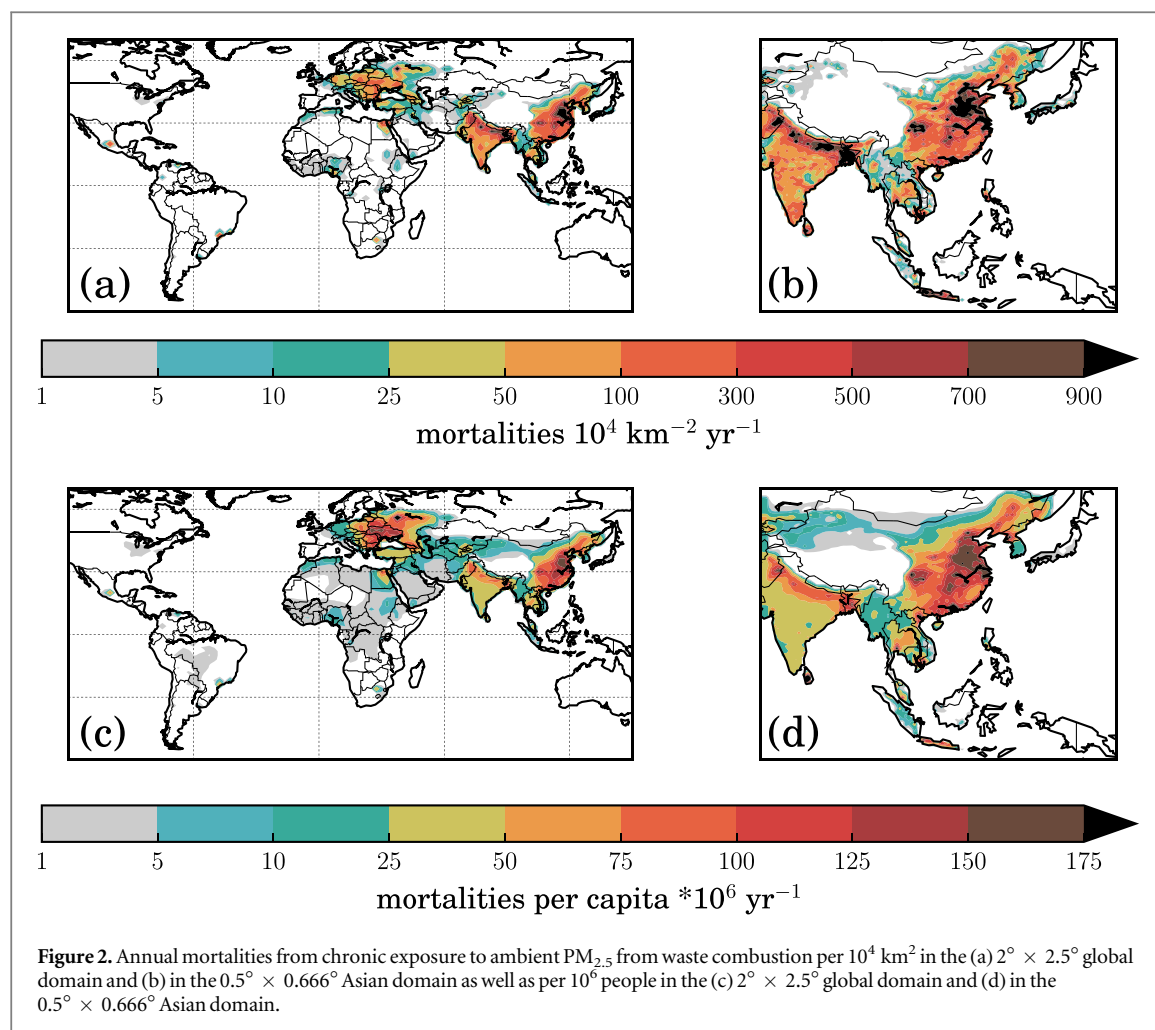 (a)
(b)
1 5 10 25 50 100 300 500 700 900
mortalities 10⁴ km⁻² yr⁻¹
(c)
(d)
1 5 10 25 50 75 100 125 150 175
mortalities per capita *10⁶ yr⁻¹
Figure 2. Annual mortalities from chronic exposure to ambient PM₂.₅ from waste combustion per 10⁴ km² in the (a) 2° × 2.5° global
domain and (b) in the 0.5° × 0.666° Asian domain as well as per 10⁶ people in the (c) 2° × 2.5° global domain and (d) in the
0.5° × 0.666° Asian domain.